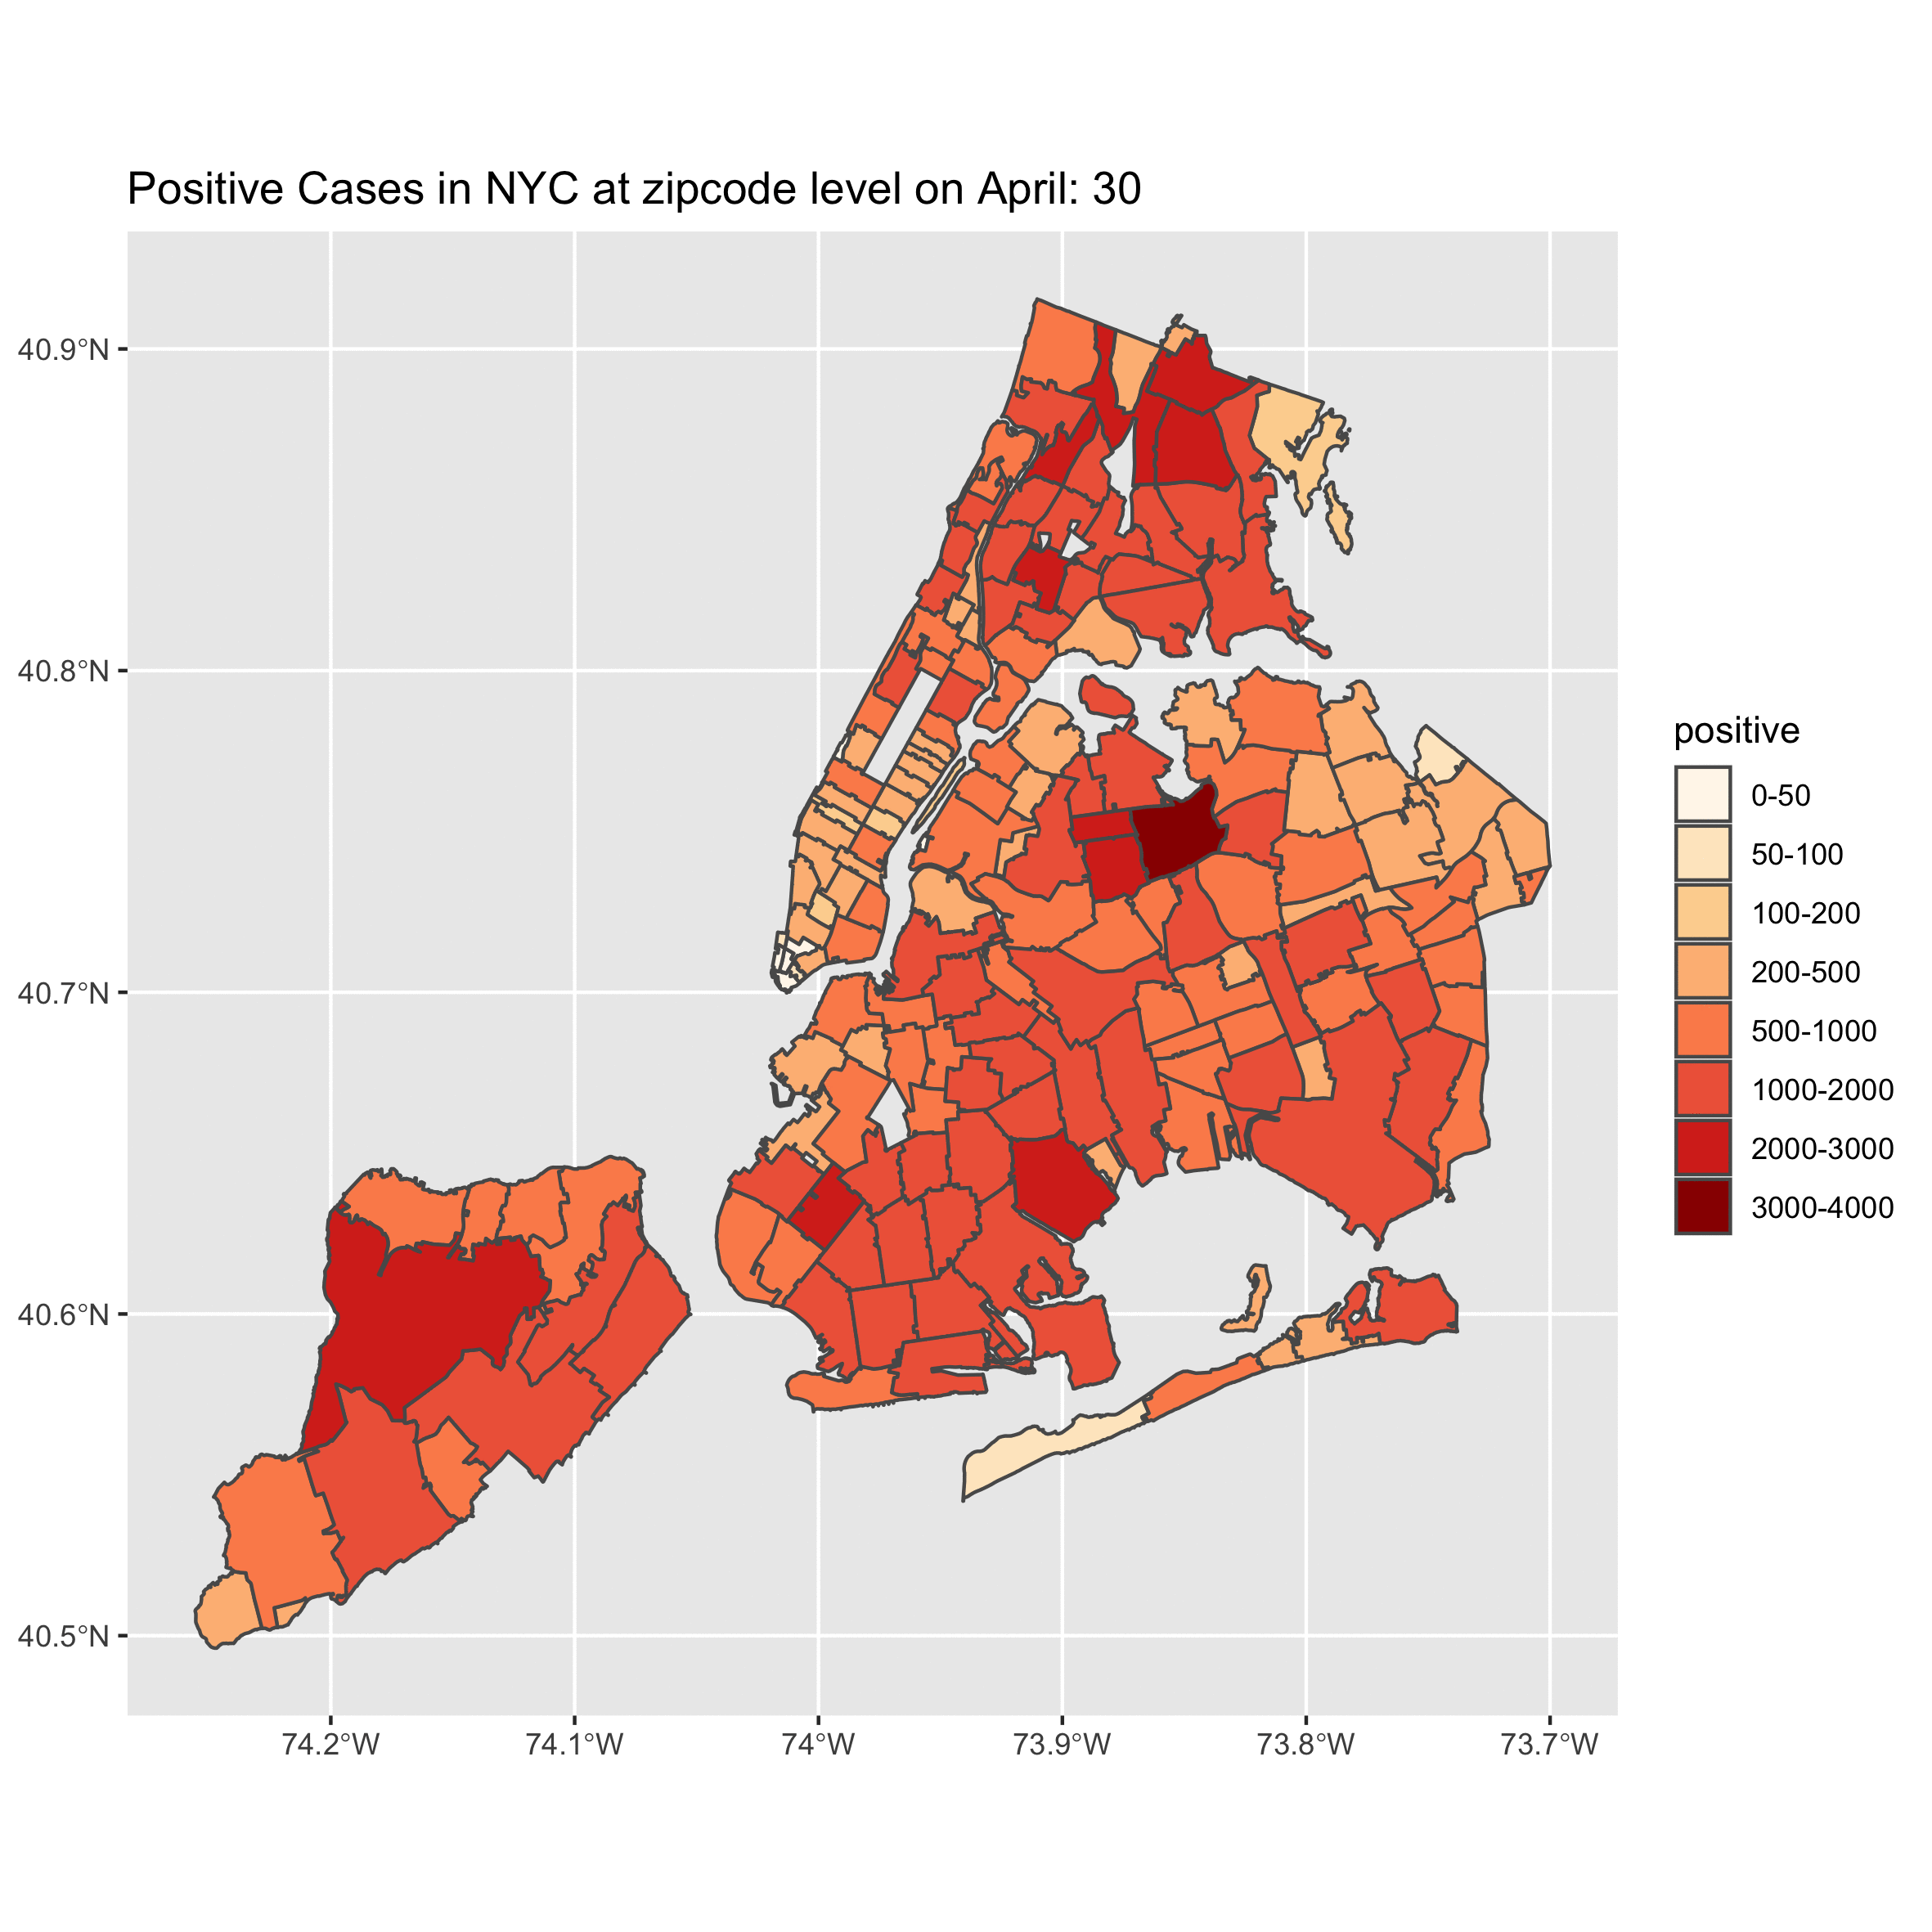 Positive Cases in NYC at zipcode level on April: 30
40.9°N
40.8°N
40.7°N
40.6°N
40.5°N
74.2°W
74.1°W
74°W
73.9°W
73.8°W
73.7°W
positive
0-50
50-100
100-200
200-500
500-1000
1000-2000
2000-3000
3000-4000